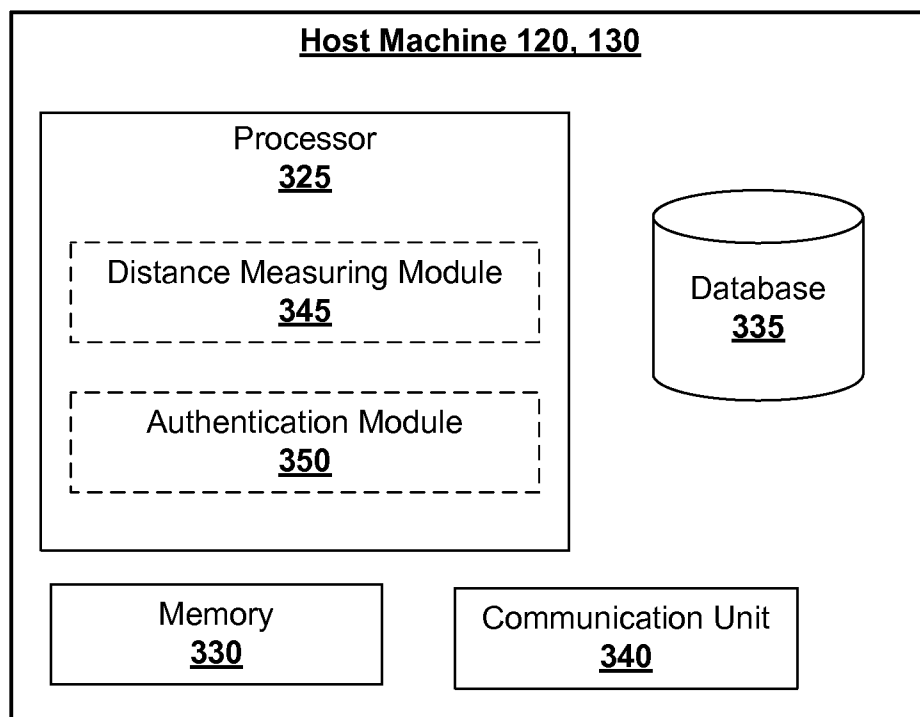 Host Machine 120, 130
Processor
325
Distance Measuring Module
345
Authentication Module
350
Database
335
Memory
330
Communication Unit
340